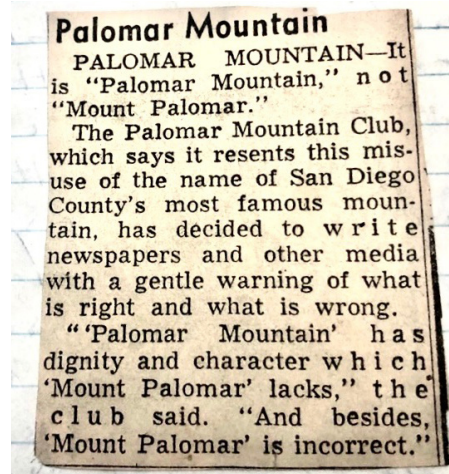 Palomar Mountain
PALOMAR MOUNTAIN—It
is "Palomar Mountain," not
"Mount Palomar."
The Palomar Mountain Club,
which says it resents this mis-
use of the name of San Diego
County's most famous moun-
tain, has decided to write
newspapers and other media
with a gentle warning of what
is right and what is wrong.
"'Palomar Mountain' has
dignity and character which
'Mount Palomar' lacks," the
club said. "And besides,
'Mount Palomar' is incorrect."